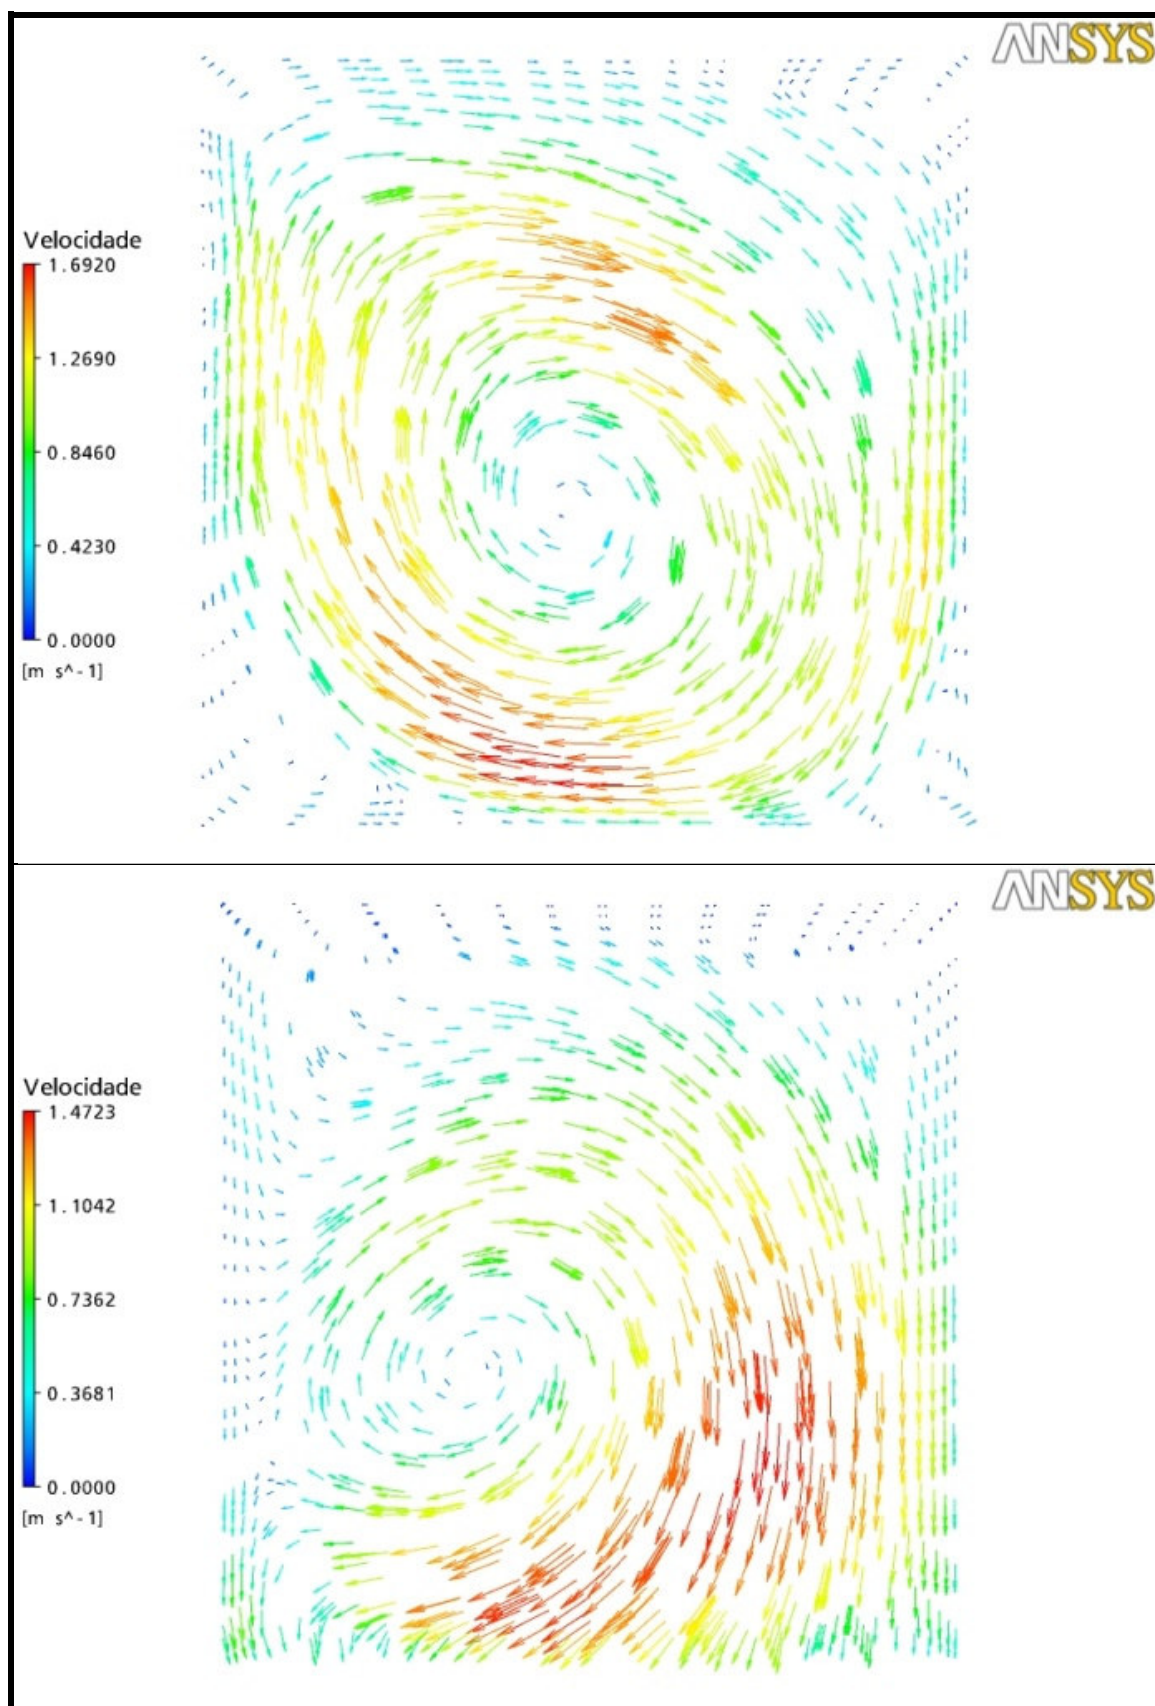 ANSYS
Velocidade
1.6920
1.2690
0.8460
0.4230
0.0000
[m s^-1]
ANSYS
Velocidade
1.4723
1.1042
0.7362
0.3681
0.0000
[m s^-1]